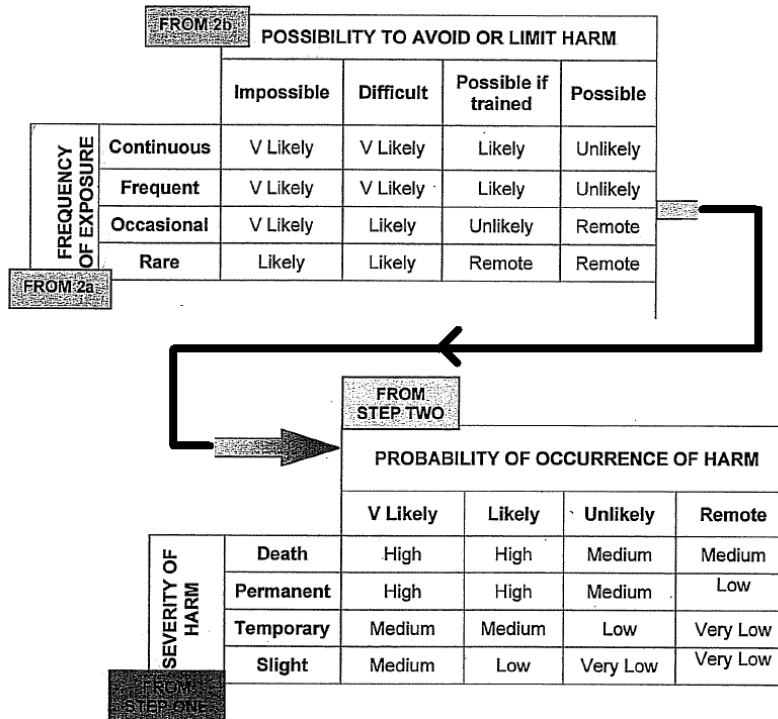 FROM 2b
POSSIBILITY TO AVOID OR LIMIT HARM
Impossible Difficult Possible if trained Possible
FREQUENCY OF EXPOSURE
Continuous V Likely V Likely Likely Unlikely
Frequent V Likely V Likely Likely Unlikely
Occasional V Likely Likely Unlikely Remote
Rare Likely Likely Remote Remote
FROM 2a
FROM
STEP TWO
PROBABILITY OF OCCURRENCE OF HARM
V Likely Likely Unlikely Remote
SEVERITY OF HARM
Death High High Medium Medium
Permanent High High Medium Low
Temporary Medium Medium Low Very Low
Slight Medium Low Very Low Very Low
FROM
STEP ONE